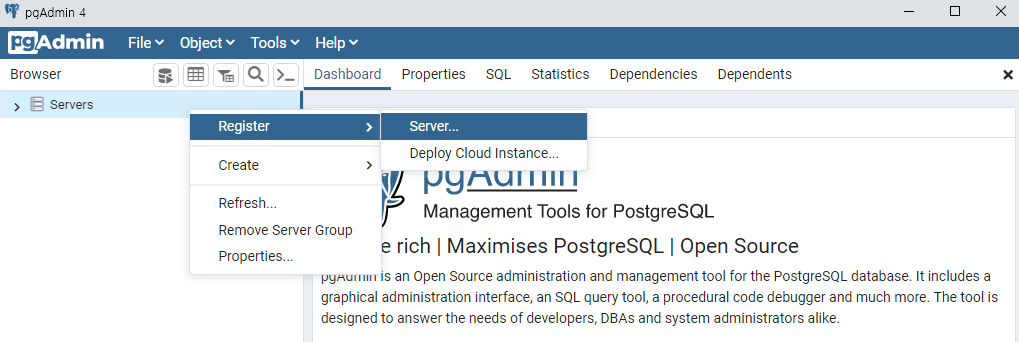 pgAdmin 4
pgAdmin File Object Tools Help
Browser Dashboard Properties SQL Statistics Dependencies Dependents
Servers
Register
Create
Refresh...
Remove Server Group
Properties...
Server...
Deploy Cloud Instance...
pgAdmin
Management Tools for PostgreSQL
e rich | Maximises PostgreSQL | Open Source
pgAdmin is an Open Source administration and management tool for the PostgreSQL database. It includes a
graphical administration interface, an SQL query tool, a procedural code debugger and much more. The tool is
designed to answer the needs of developers, DBAs and system administrators alike.